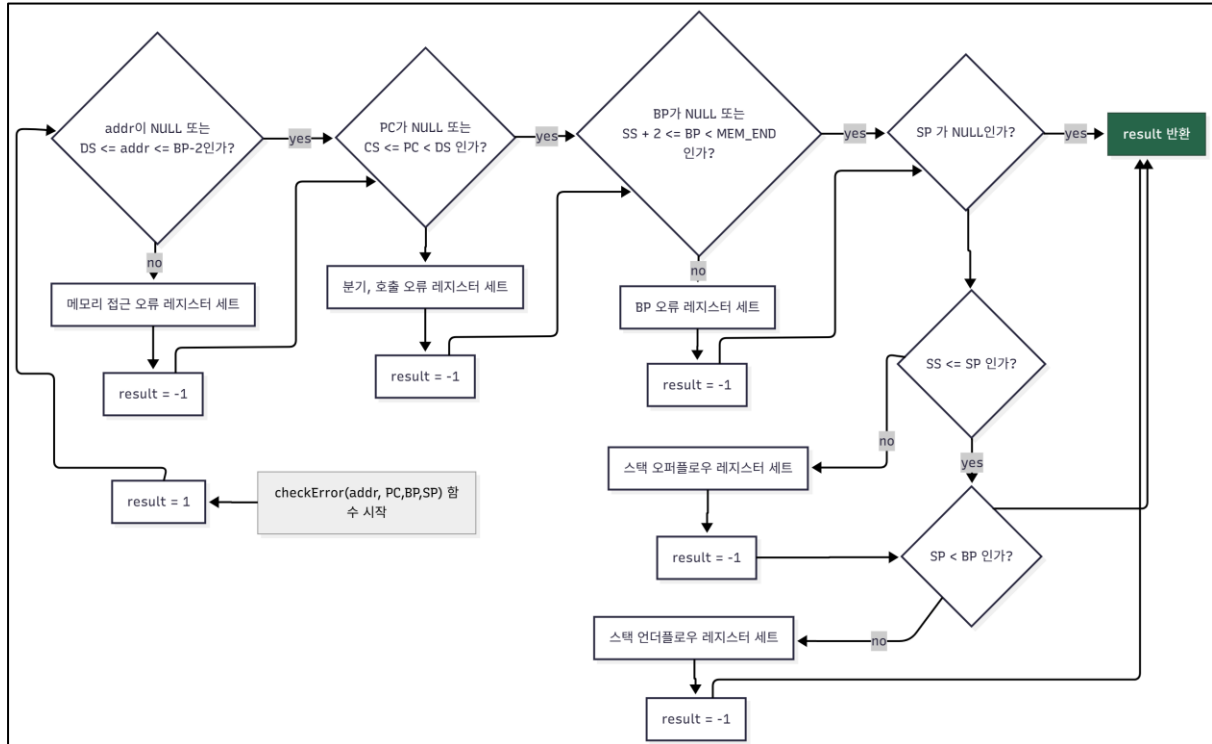 addr이 NULL 또는
DS <= addr <= BP-2인가?
yes
PC가 NULL 또는
CS <= PC < DS 인가?
yes
BP가 NULL 또는
SS + 2 <= BP < MEM_END
인가?
yes
SP 가 NULL인가?
yes
result 반환
no
메모리 접근 오류 레지스터 세트
result = -1
분기, 호출 오류 레지스터 세트
result = -1
no
BP 오류 레지스터 세트
result = -1
SS <= SP 인가?
no
yes
스택 오퍼플로우 레지스터 세트
result = -1
result = 1
checkError(addr, PC,BP,SP) 함
수 시작
SP < BP 인가?
no
스택 언더플로우 레지스터 세트
result = -1